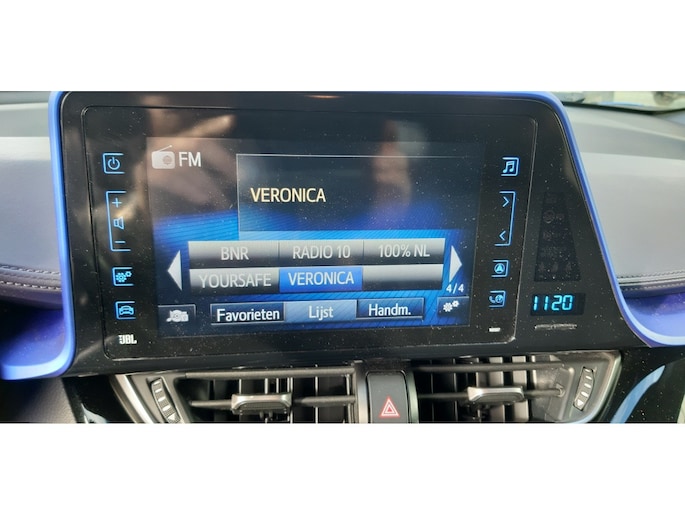 FM
VERONICA
BNR RADIO 10 100% NL
YOURSAFE VERONICA
4/4
Favorieten Lijst Handm.
11:20
JBL